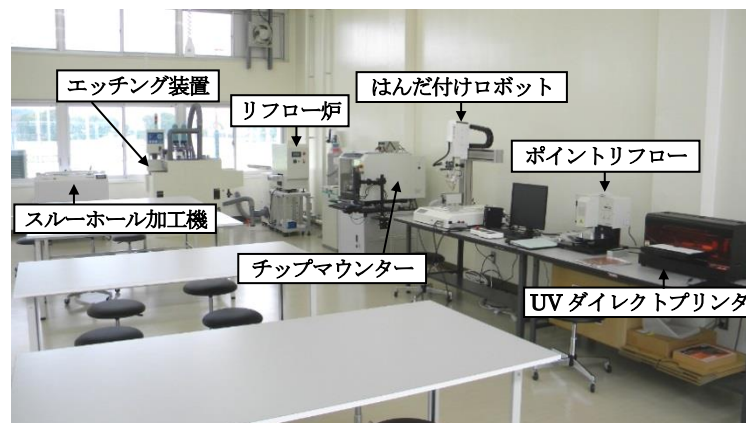 エッチング装置
リフロー炉
はんだ付けロボット
ポイントリフロー
スルーホール加工機
チップマウンター
UVダイレクトプリンタ